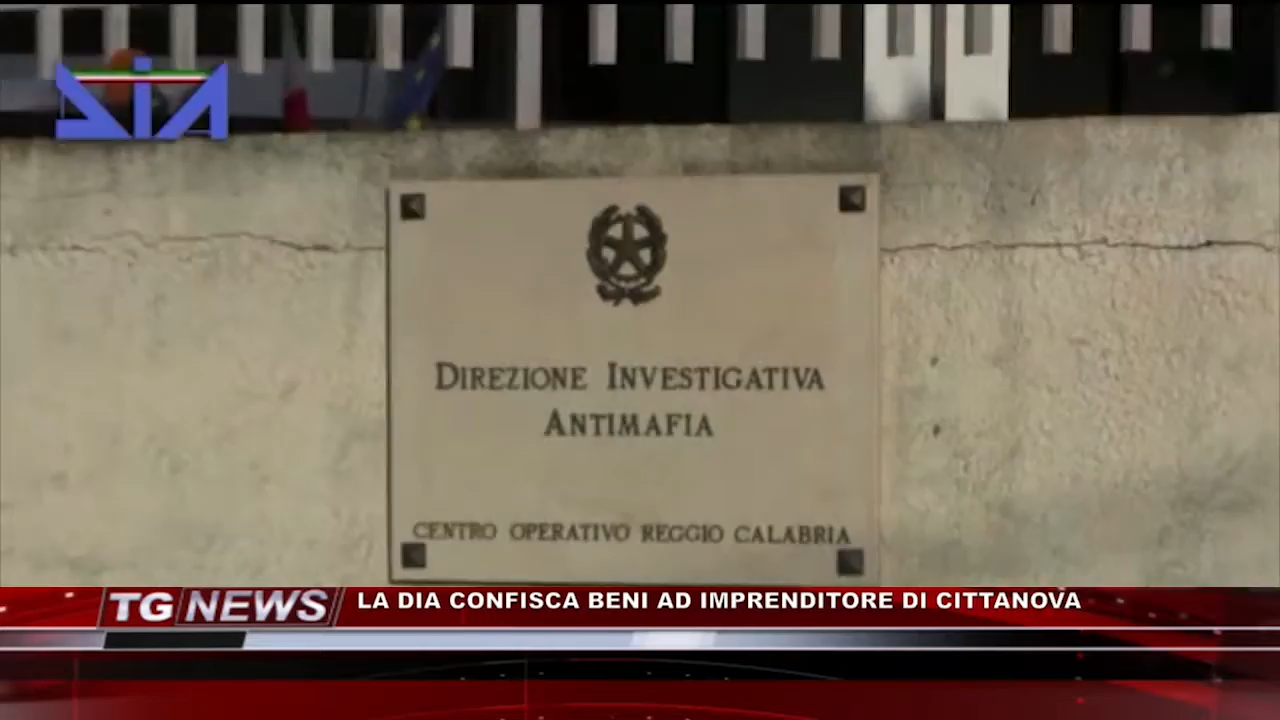 DIA
DIREZIONE INVESTIGATIVA
ANTIMAFIA
CENTRO OPERATIVO REGGIO CALABRIA
TG NEWS
LA DIA CONFISCA BENI AD IMPRENDITORE DI CITTANOVA